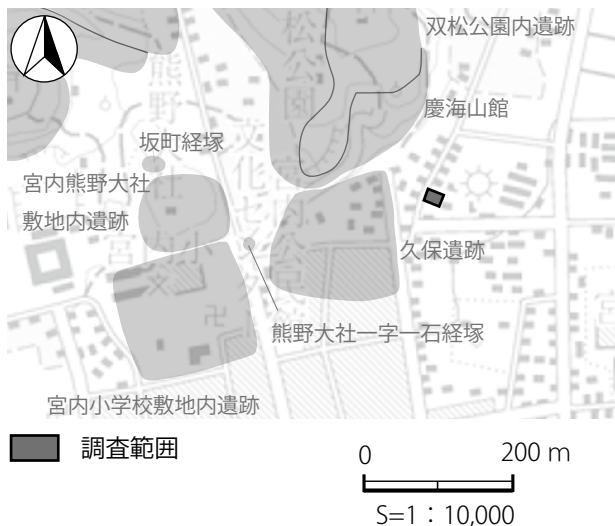 双松公園内遺跡
慶海山館
坂町経塚
宮内熊野大社
敷地内遺跡
久保遺跡
熊野大社一字一石経塚
宮内小学校敷地内遺跡
調査範囲
0 200 m
S=1：10,000